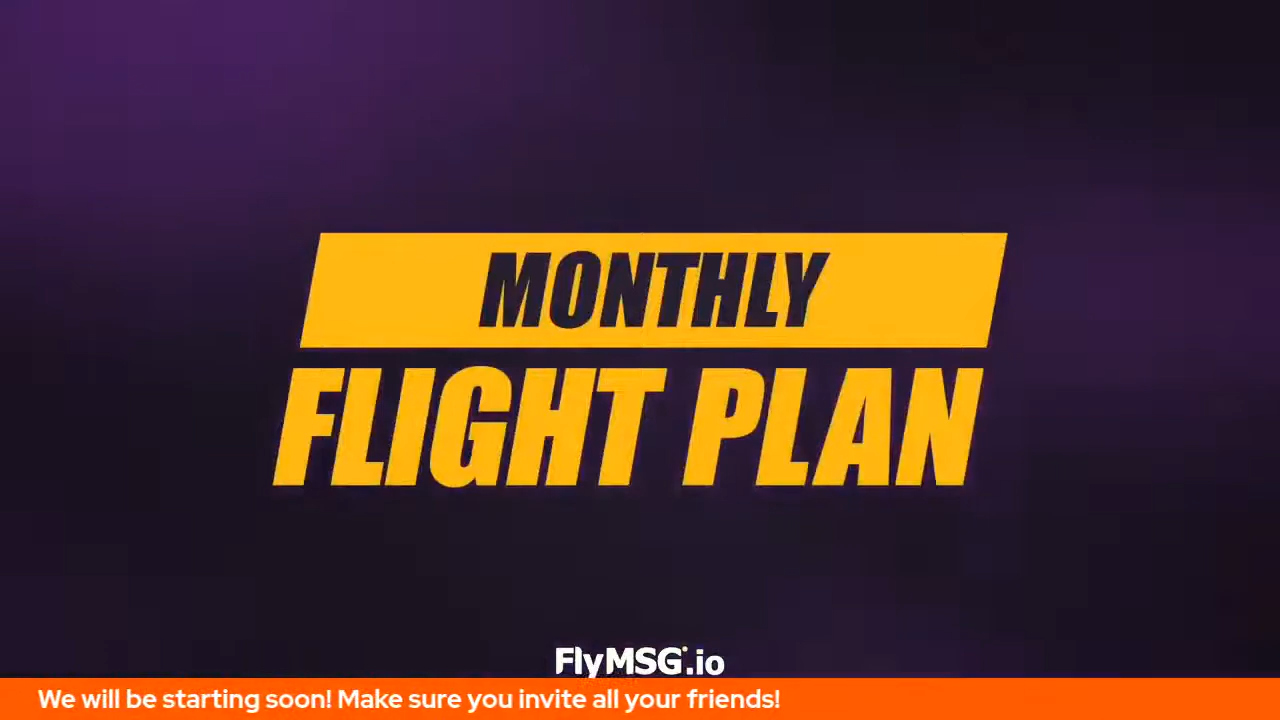 MONTHLY
FLIGHT PLAN
FlyMSG.io
We will be starting soon! Make sure you invite all your friends!